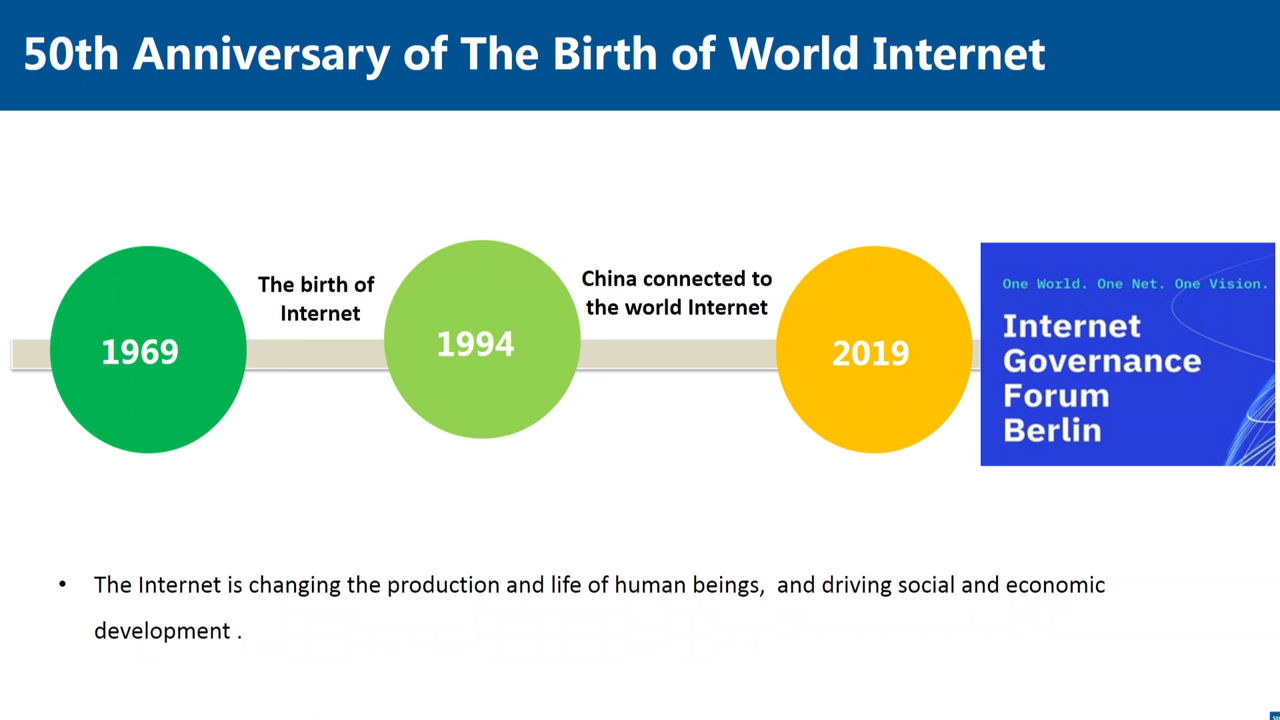 50th Anniversary of The Birth of World Internet
1969
The birth of
Internet
1994
China connected to
the world Internet
2019
One World. One Net. One Vision.
Internet
Governance
Forum
Berlin
• The Internet is changing the production and life of human beings, and driving social and economic
development .